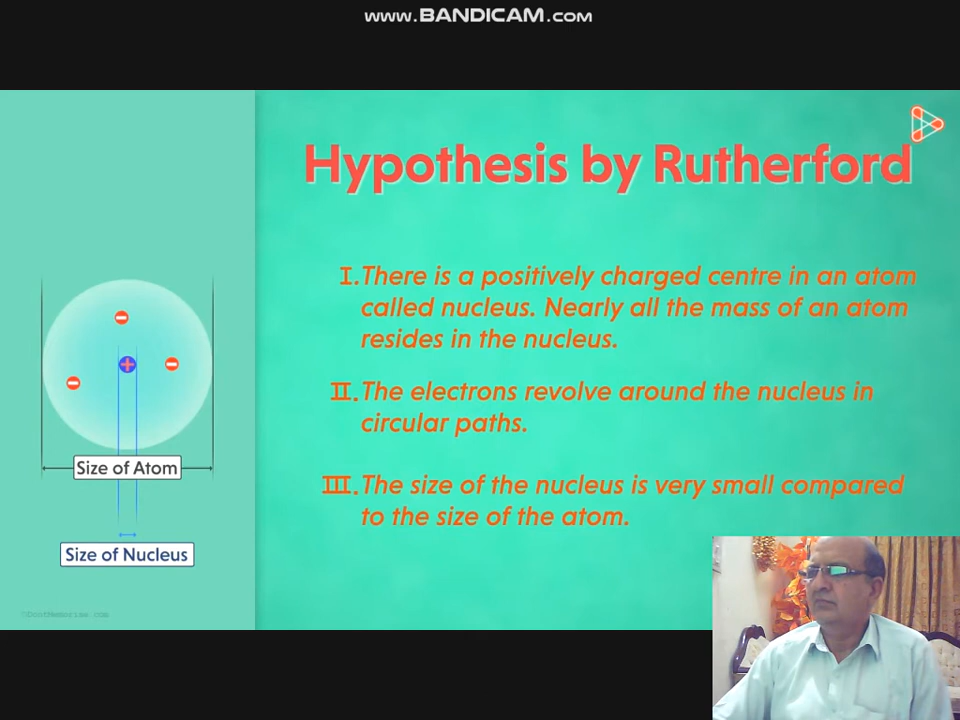 www.BANDICAM.com
Hypothesis by Rutherford
I. There is a positively charged centre in an atom
called nucleus. Nearly all the mass of an atom
resides in the nucleus.
II. The electrons revolve around the nucleus in
circular paths.
III. The size of the nucleus is very small compared
to the size of the atom.
Size of Atom
Size of Nucleus
©DontMemorise.com